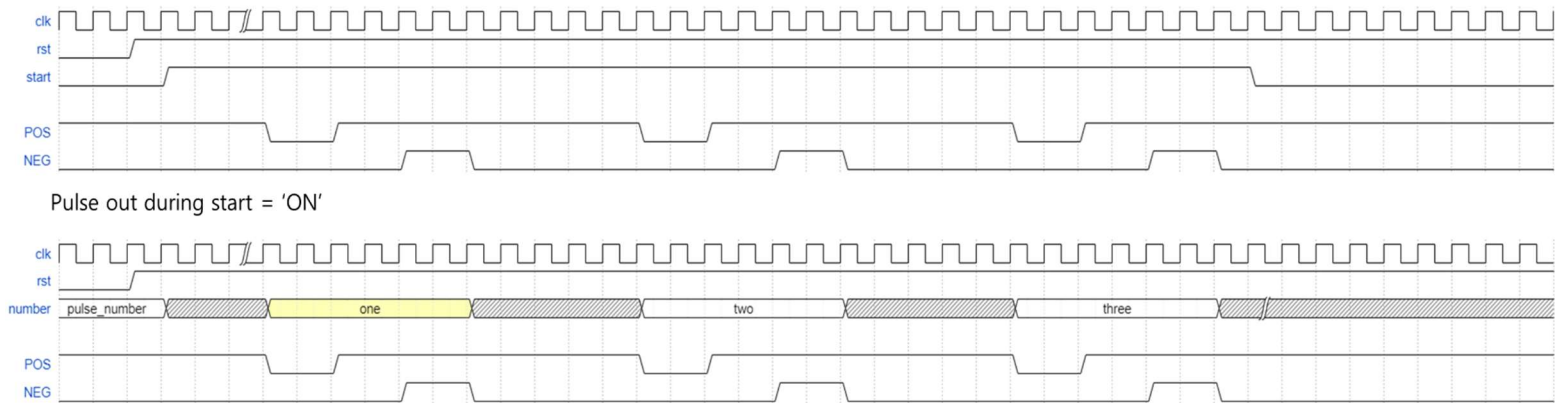 clk
rst
start
POS
NEG
Pulse out during start = ‘ON’
clk
rst
number pulse_number one two three
POS
NEG